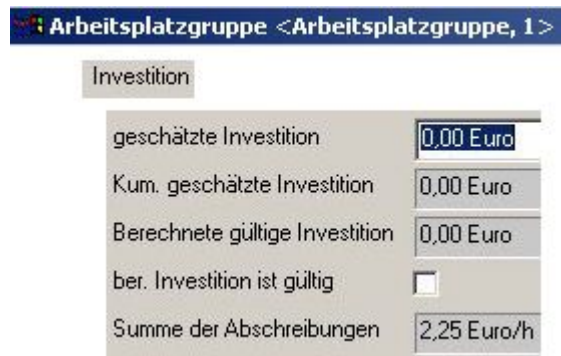 Arbeitsplatzgruppe <Arbeitsplatzgruppe, 1>
Investition
geschätzte Investition 0,00 Euro
Kum. geschätzte Investition 0,00 Euro
Berechnete gültige Investition 0,00 Euro
ber. Investition ist gültig
Summe der Abschreibungen 2,25 Euro/h